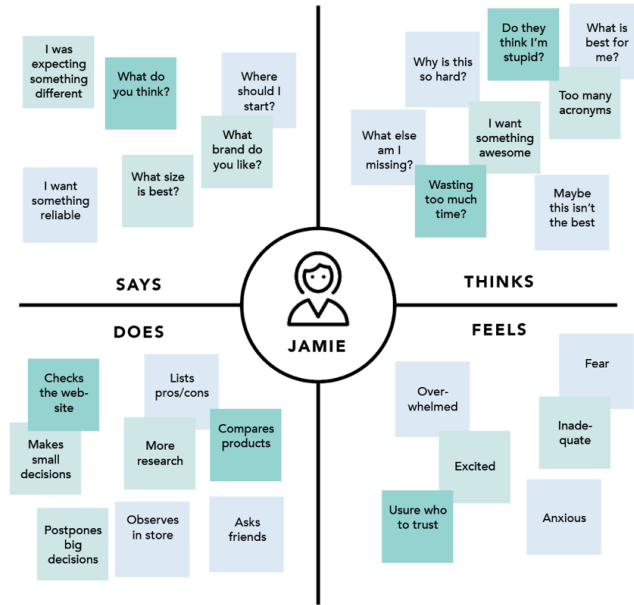 I was
expecting
something
different
What do
you think?
Where
should I
start?
What
brand do
you like?
What size
is best?
I want
something
reliable
SAYS
Do they
think I'm
stupid?
What is
best for
me?
Why is this
so hard?
Too many
acronyms
I want
something
awesome
What else
am I
missing?
Wasting
too much
time?
Maybe
this isn't
the best
THINKS
JAMIE
DOES
Checks
the web-
site
Lists
pros/cons
Compares
products
Makes
small
decisions
More
research
Postpones
big
decisions
Observes
in store
Asks
friends
FEELS
Fear
Over-
whelmed
Inade-
quate
Excited
Usure who
to trust
Anxious